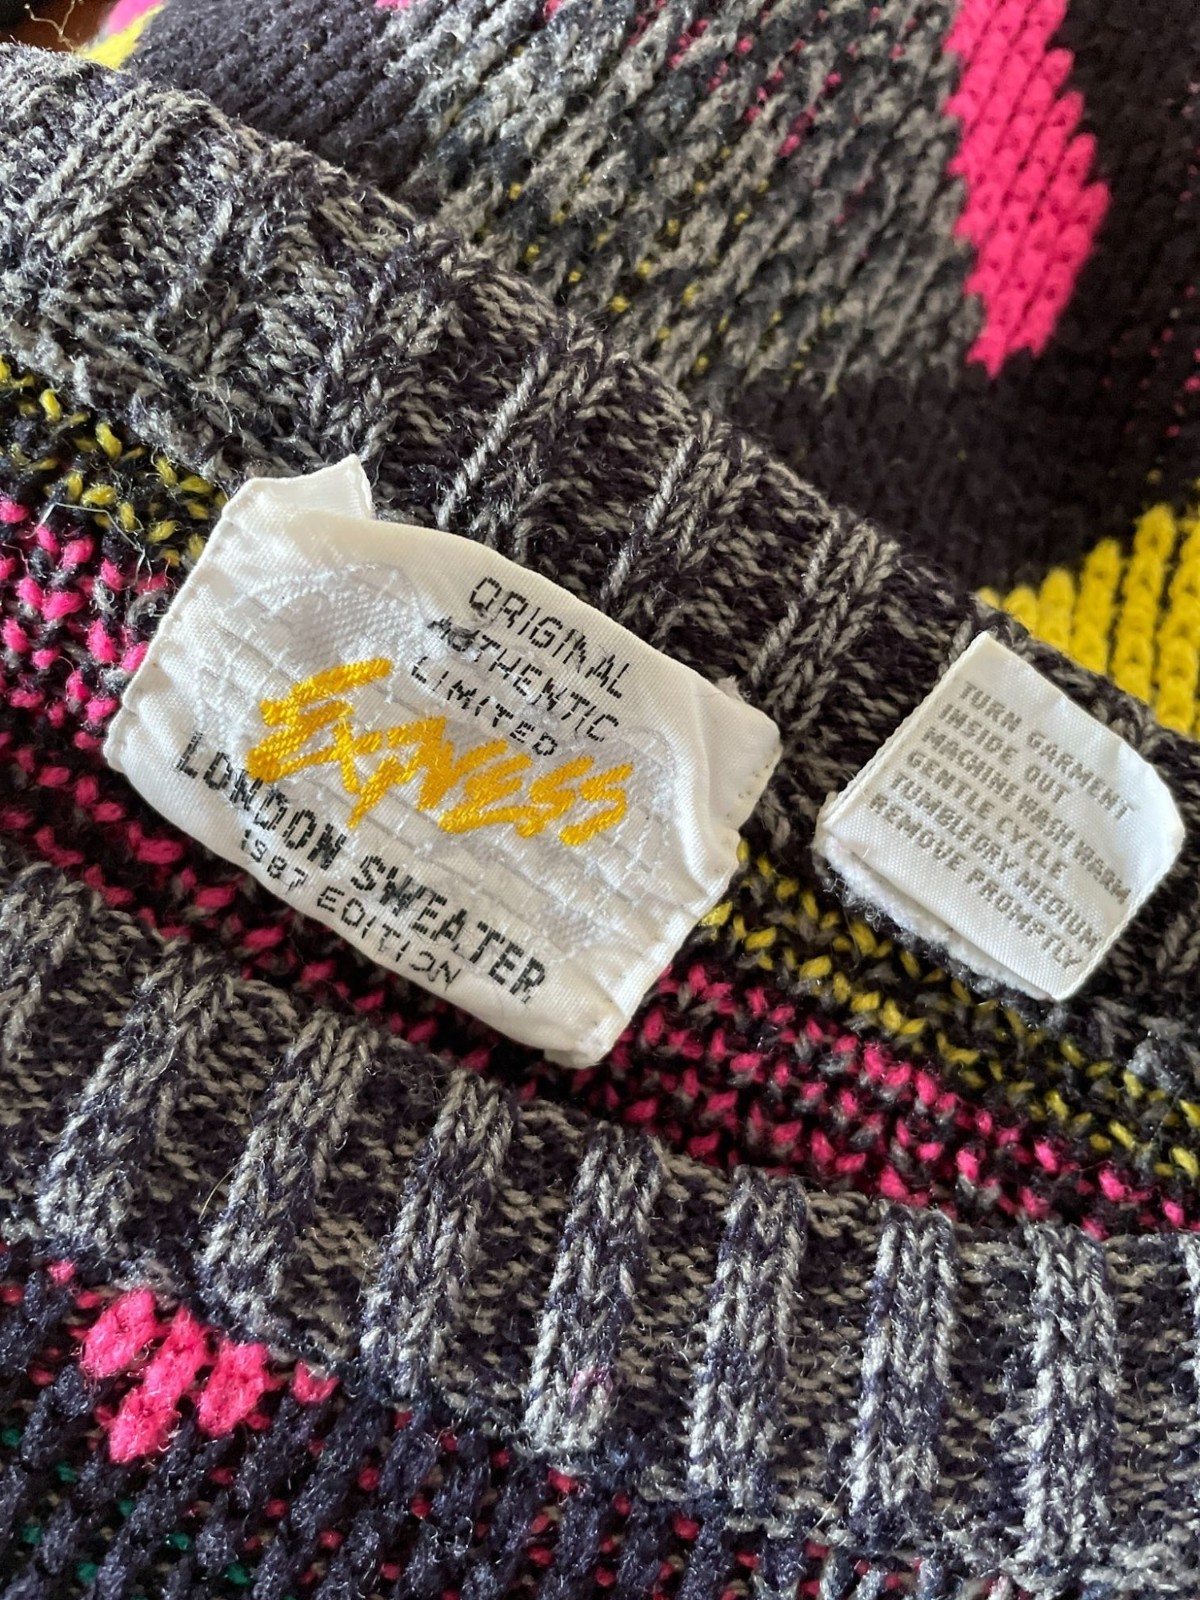 ORIGINAL
AUTHENTIC
LIMITED
EXPRESS
LONDON SWEATER
1987 EDITION
TURN GARMENT
INSIDE OUT
MACHINE WASH WARM
GENTLE CYCLE
TUMBLE DRY MEDIUM
REMOVE PROMPTLY